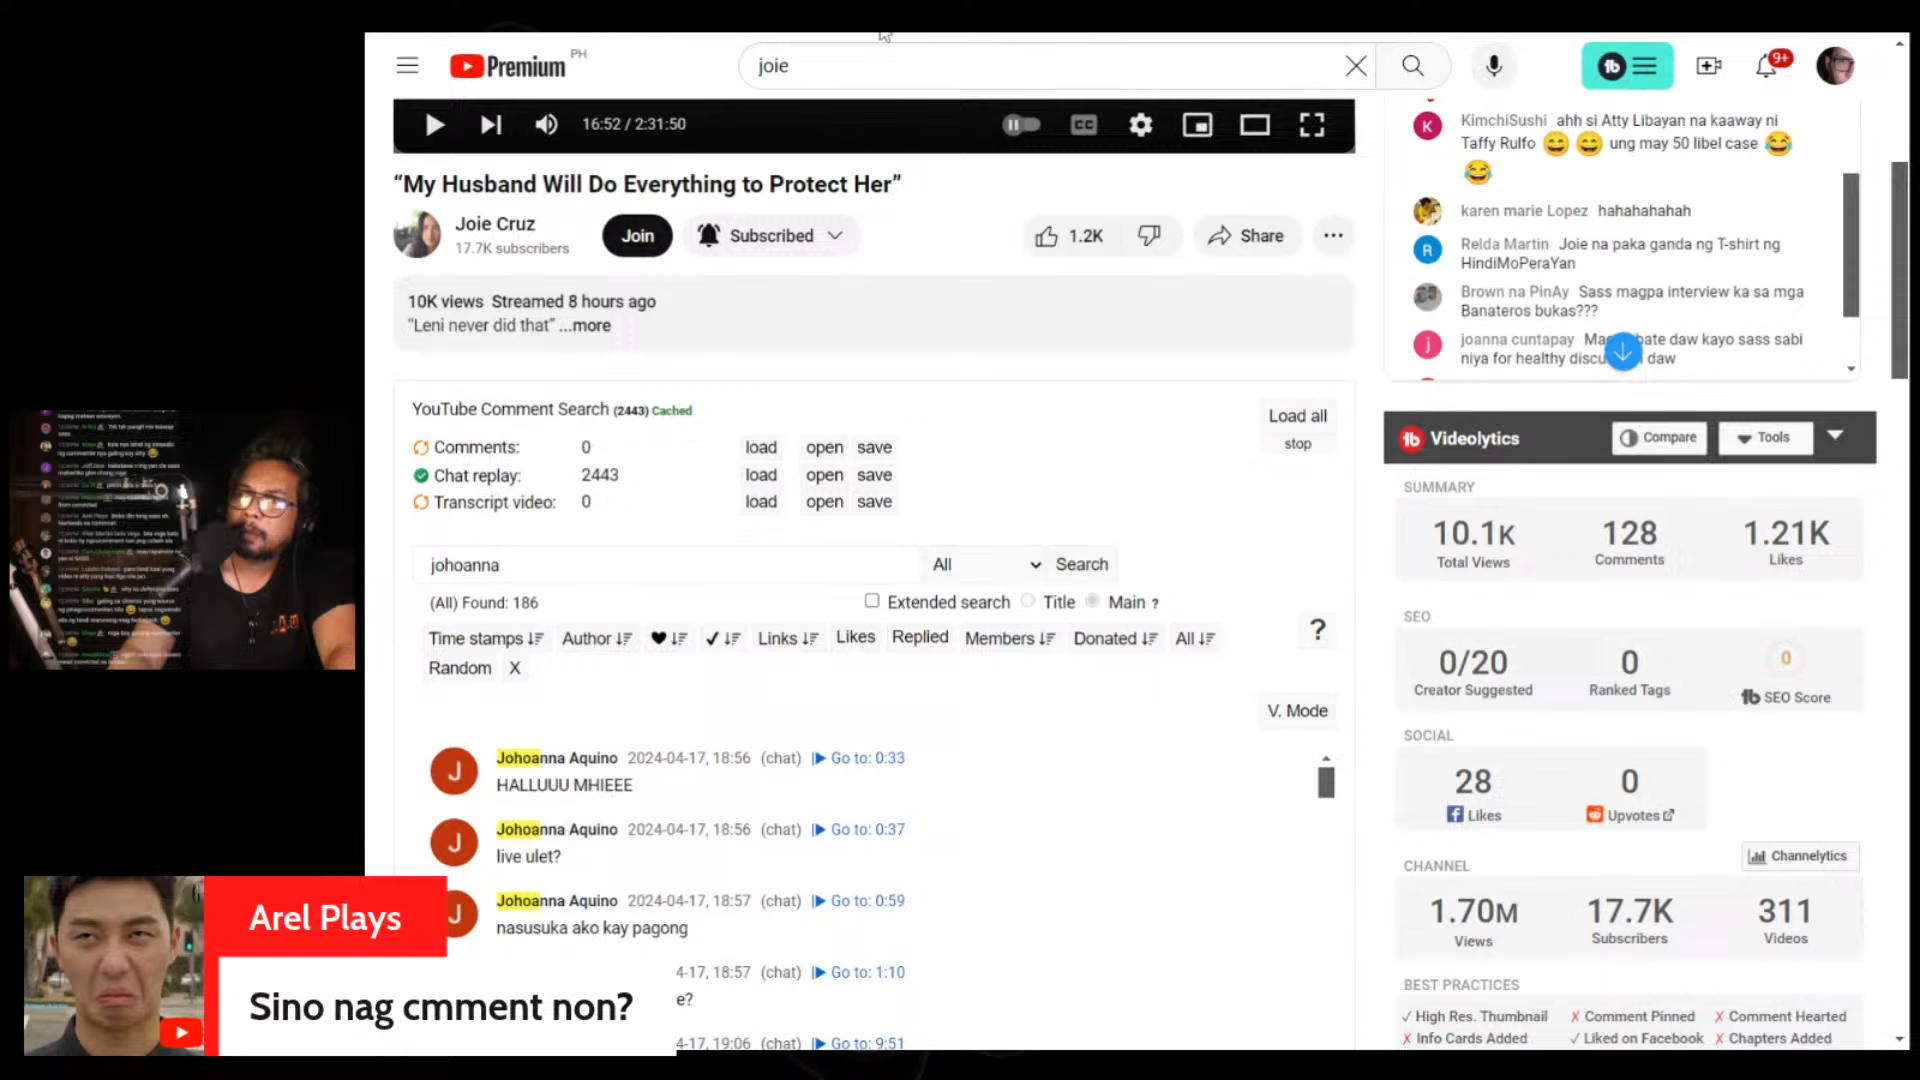 Premium PH
joie
9+
16:52 / 2:31:50
CC
“My Husband Will Do Everything to Protect Her”
Joie Cruz
17.7K subscribers
Join
Subscribed
1.2K
Share
10K views Streamed 8 hours ago
“Leni never did that” ...more
YouTube Comment Search (2443) Cached
Load all
stop
Comments: 0 load open save
Chat replay: 2443 load open save
Transcript video: 0 load open save
johoanna All Search
(All) Found: 186 Extended search Title Main ?
Time stamps Author Links Likes Replied Members Donated All
Random X
?
V. Mode
J
Johoanna Aquino 2024-04-17, 18:56 (chat) Go to: 0:33
HALLUUU MHIEEE
J
Johoanna Aquino 2024-04-17, 18:56 (chat) Go to: 0:37
live ulet?
J
Johoanna Aquino 2024-04-17, 18:57 (chat) Go to: 0:59
nasusuka ako kay pagong
4-17, 18:57 (chat) Go to: 1:10
e?
4-17, 19:06 (chat) Go to: 9:51
Arel Plays
Sino nag cmment non?
K
KimchiSushi ahh si Atty Libayan na kaaway ni
Taffy Rulfo ung may 50 libel case
karen marie Lopez hahahahahah
R
Relda Martin Joie na paka ganda ng T-shirt ng
HindiMoPeraYan
Brown na PinAy Sass magpa interview ka sa mga
Banateros bukas???
j
joanna cuntapay bate daw kayo sass sabi
niya for healthy daw
Videolytics
Compare
Tools
SUMMARY
10.1K 128 1.21K
Total Views Comments Likes
SEO
0/20 0 0
Creator Suggested Ranked Tags SEO Score
SOCIAL
28 0
Likes Upvotes
CHANNEL
Channelytics
1.70M 17.7K 311
Views Subscribers Videos
BEST PRACTICES
High Res. Thumbnail Comment Pinned Comment Hearted
Info Cards Added Liked on Facebook Chapters Added